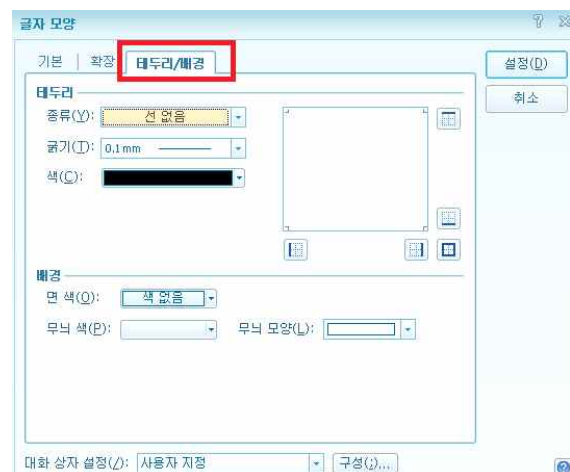 글자 모양
기본 확장 테두리/배경
설정(D)
취소
테두리
종류(Y): 선 없음
굵기(T): 0.1mm
색(C):
배경
면 색(O): 색 없음
무늬 색(P): 무늬 모양(L):
대화 상자 설정(/): 사용자 지정 구성(;)...